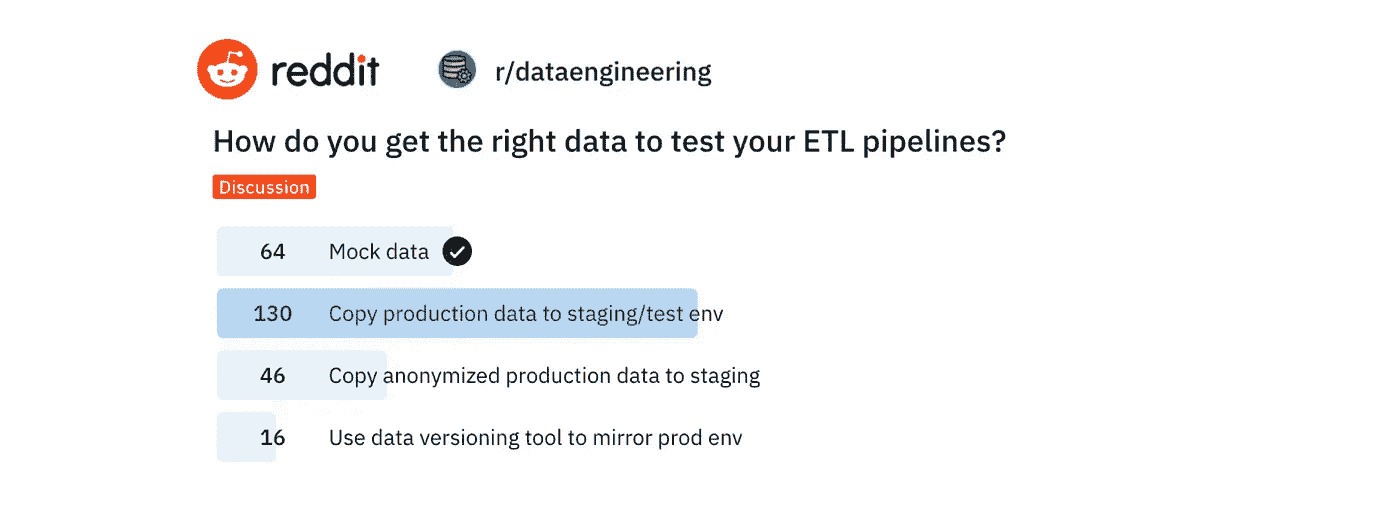 reddit r/dataengineering
How do you get the right data to test your ETL pipelines?
Discussion
64 Mock data
130 Copy production data to staging/test env
46 Copy anonymized production data to staging
16 Use data versioning tool to mirror prod env